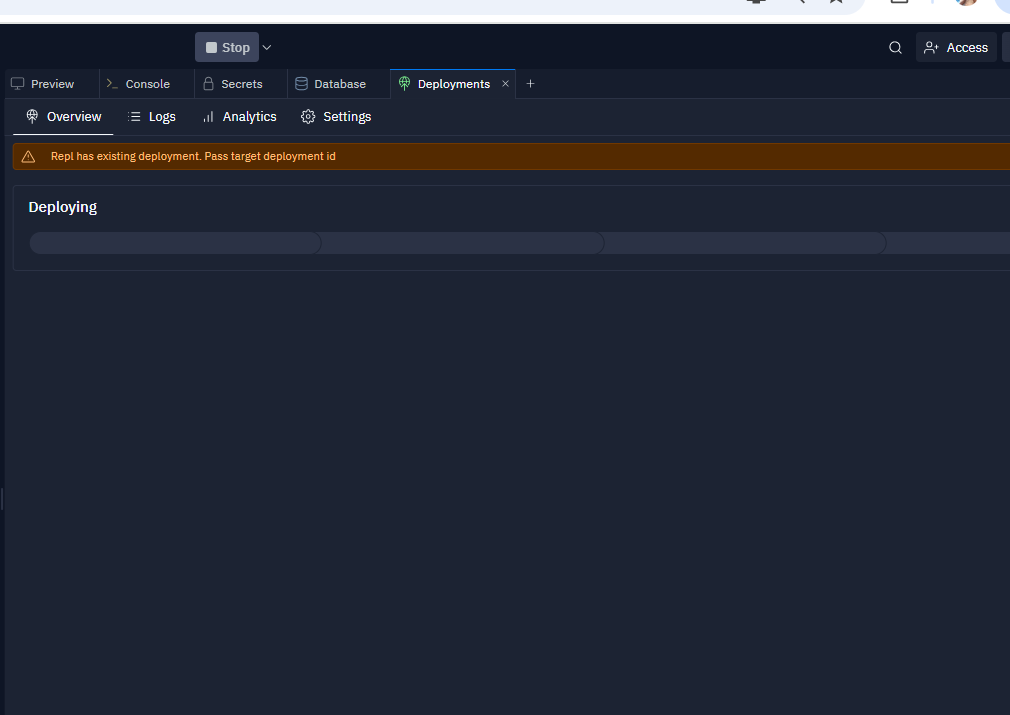 Stop
Access
Preview
Console
Secrets
Database
Deployments
Overview
Logs
Analytics
Settings
Repl has existing deployment. Pass target deployment id
Deploying